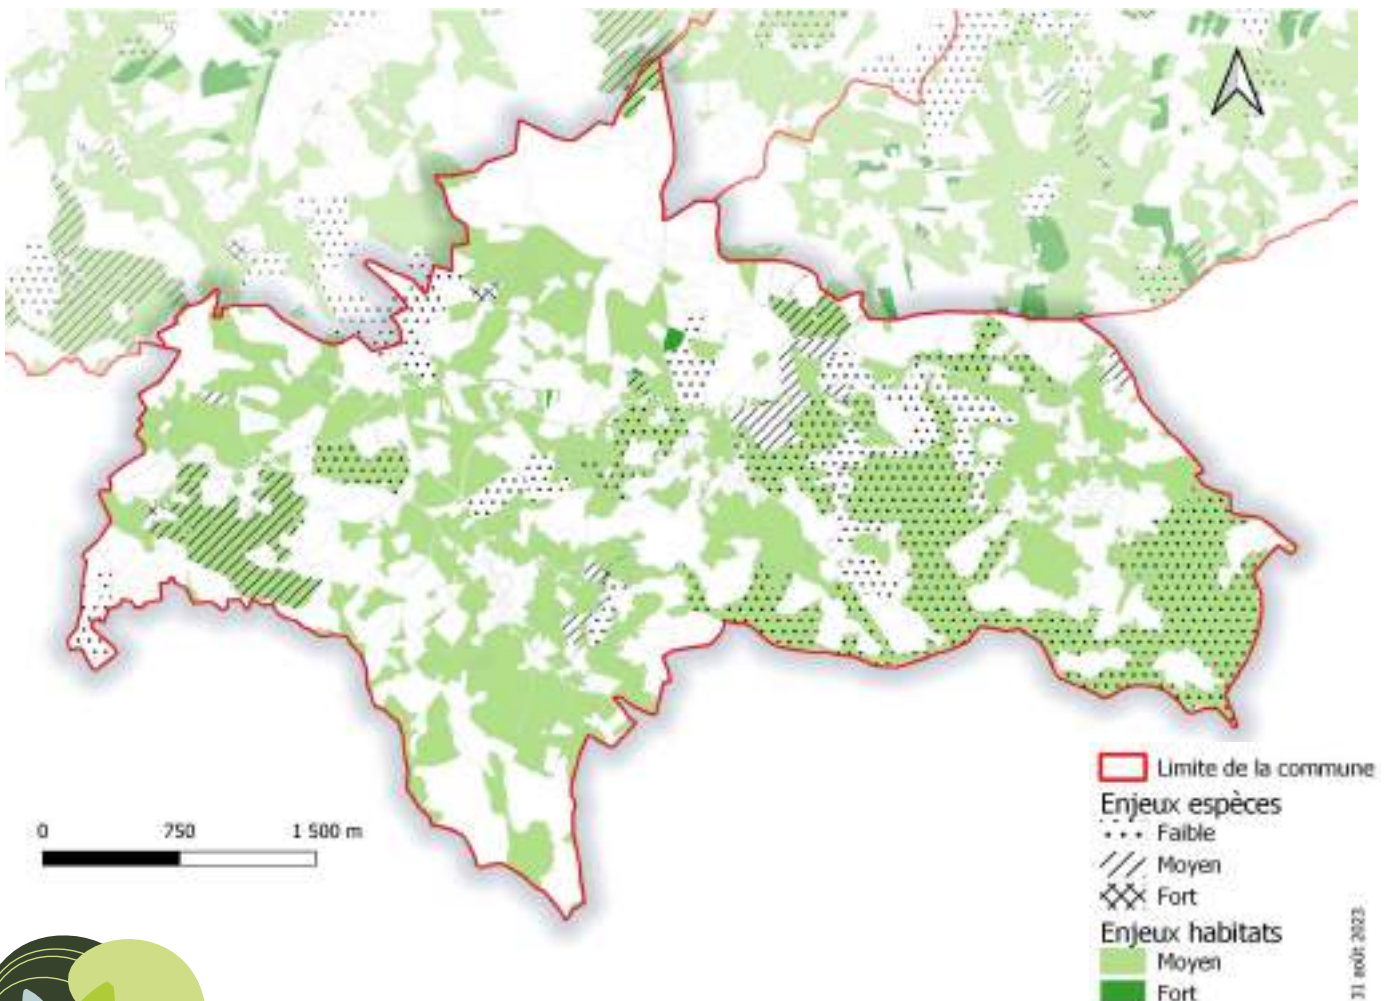 0 750 1 500 m
Limite de la commune
Enjeux espèces
Faible
Moyen
Fort
Enjeux habitats
Moyen
Fort
31 août 2023